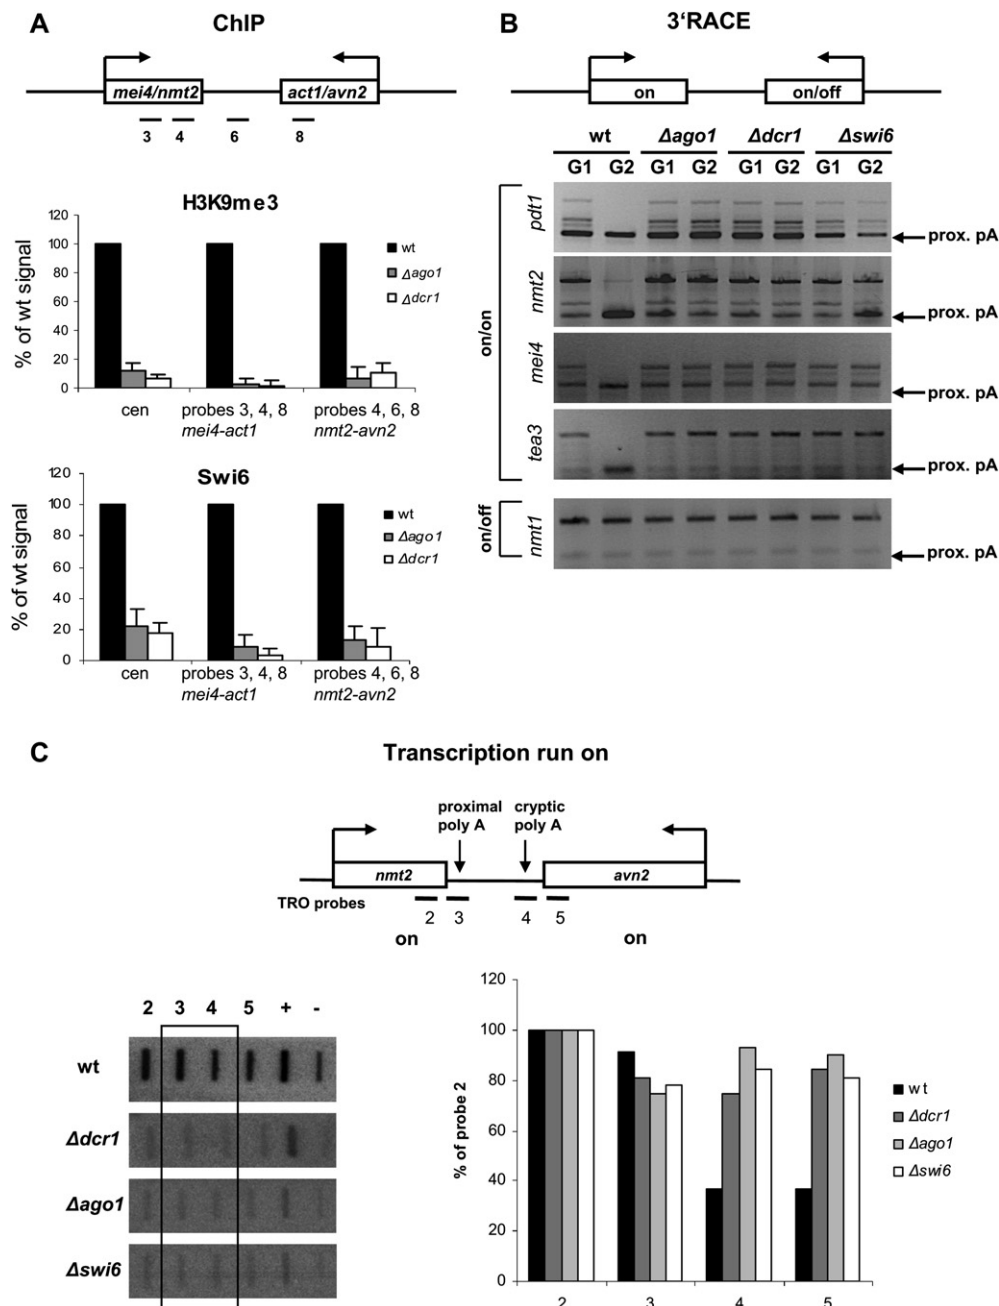 A
ChIP
mei4/nmt2
act1/avn2
3
4
6
8
H3K9me3
% of wt signal
120
100
80
60
40
20
0
wt
Δago1
Δdcr1
cen
probes 3, 4, 8
mei4-act1
probes 4, 6, 8
nmt2-avn2
Swi6
% of wt signal
120
100
80
60
40
20
0
wt
Δago1
Δdcr1
cen
probes 3, 4, 8
mei4-act1
probes 4, 6, 8
nmt2-avn2
B
3‘RACE
on
on/off
wt Δago1 Δdcr1 Δswi6
G1 G2 G1 G2 G1 G2 G1 G2
on/on
pdt1
prox. pA
nmt2
prox. pA
mei4
prox. pA
tea3
prox. pA
on/off
nmt1
prox. pA
C
Transcription run on
proximal
poly A
cryptic
poly A
nmt2
avn2
TRO probes
2
3
4
5
on
on
2 3 4 5 + -
wt
Δdcr1
Δago1
Δswi6
% of probe 2
120
100
80
60
40
20
0
2 3 4 5
wt
Δdcr1
Δago1
Δswi6